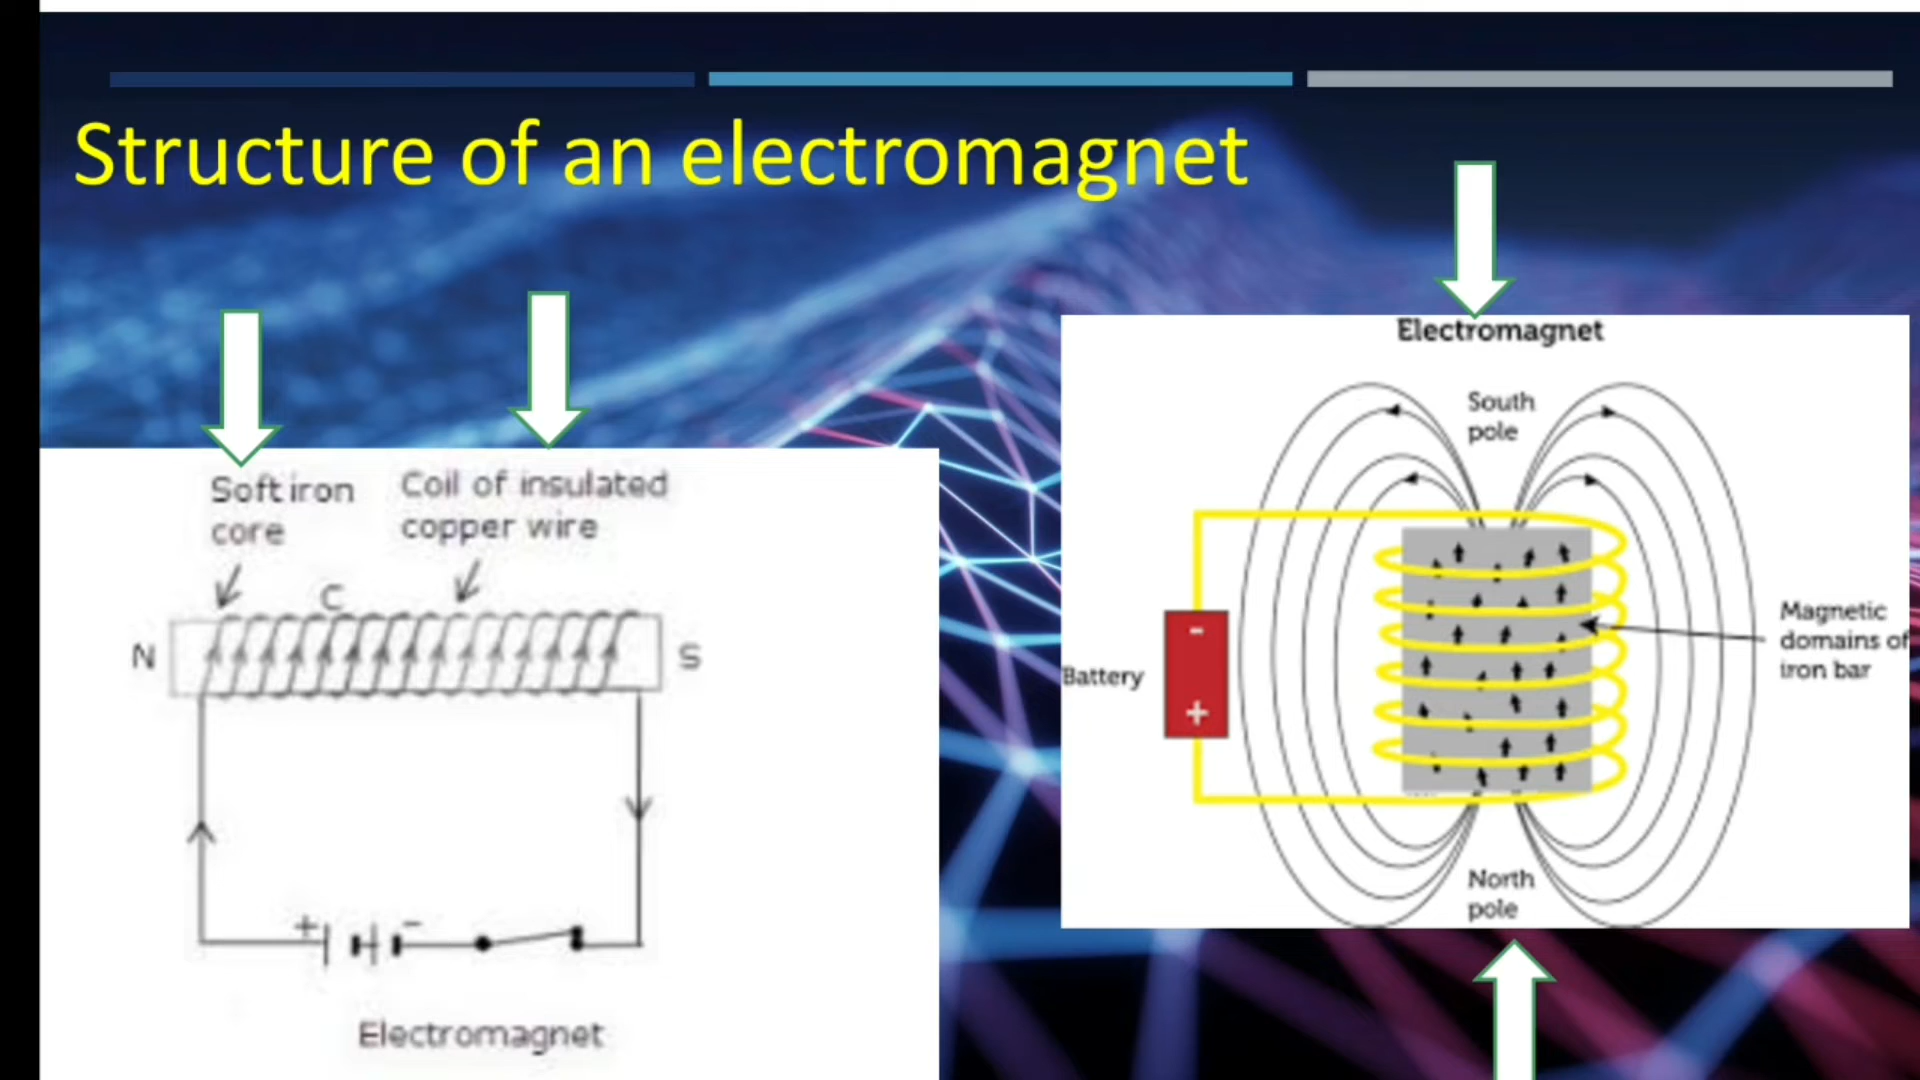 Structure of an electromagnet
Soft iron
core
Coil of insulated
copper wire
C
N
S
+
-
Electromagnet
Electromagnet
South
pole
-
Battery
+
Magnetic
domains of
iron bar
North
pole